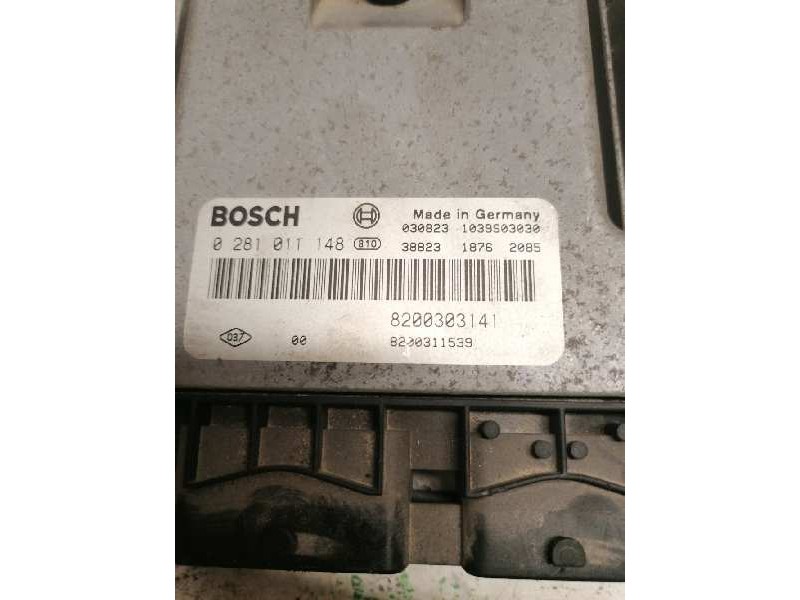 BOSCH
Made in Germany
030823 1039S03030
0 281 011 148 810
38823 1876 2085
8200303141
037 00 8200311539